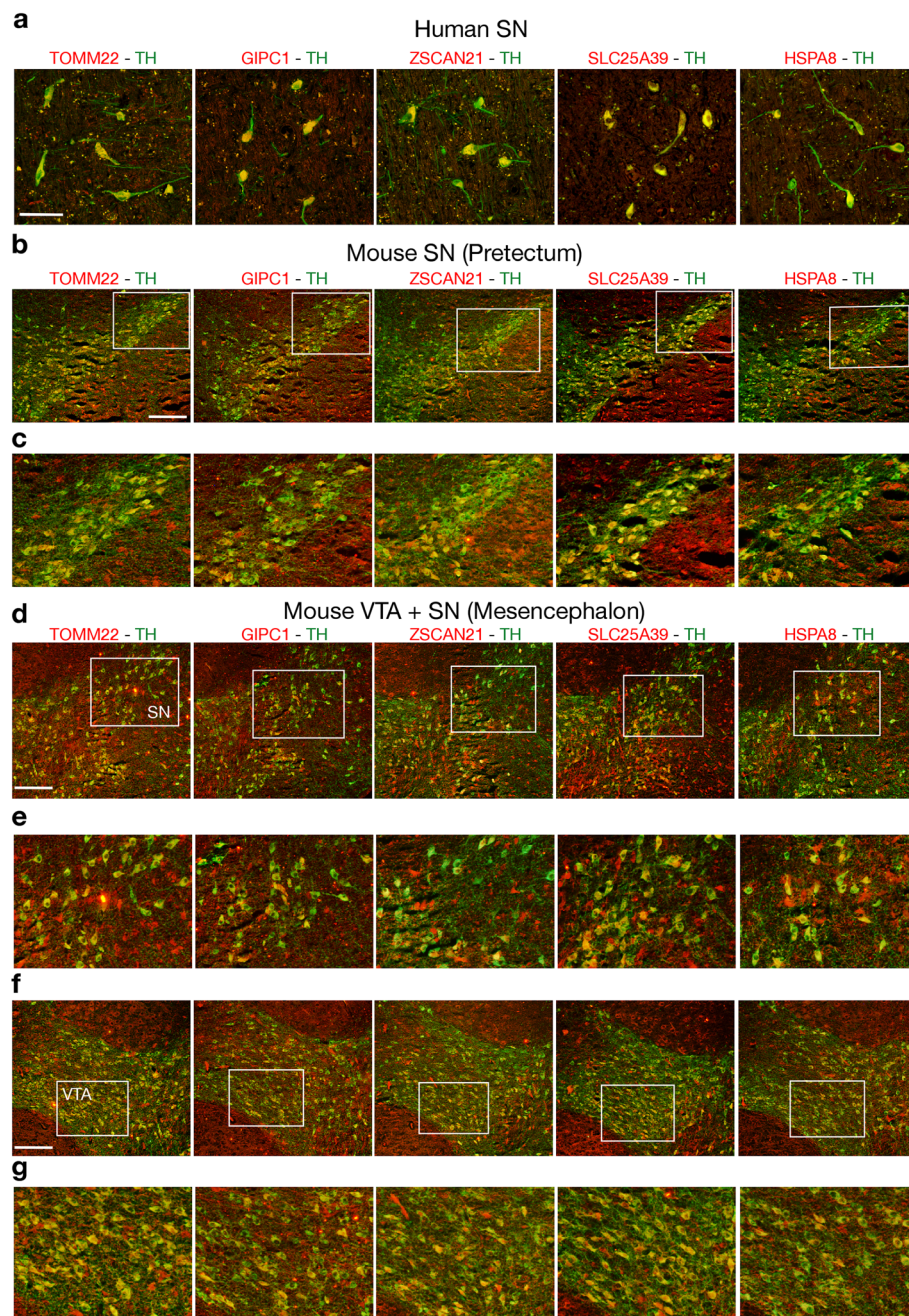 a
Human SN
TOMM22 - TH GIPC1 - TH ZSCAN21 - TH SLC25A39 - TH HSPA8 - TH
b
Mouse SN (Pretectum)
TOMM22 - TH GIPC1 - TH ZSCAN21 - TH SLC25A39 - TH HSPA8 - TH
c
d
Mouse VTA + SN (Mesencephalon)
TOMM22 - TH GIPC1 - TH ZSCAN21 - TH SLC25A39 - TH HSPA8 - TH
SN
e
f
VTA
g